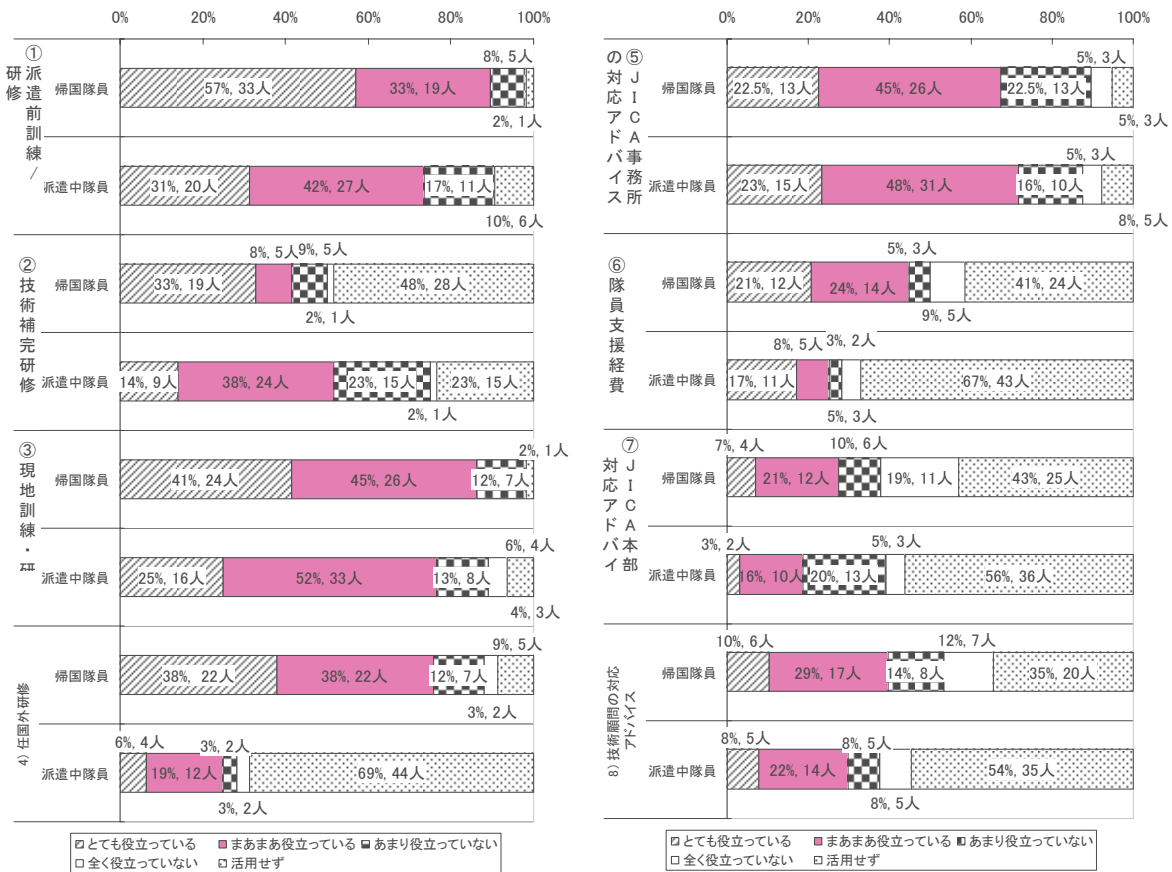 0% 20% 40% 60% 80% 100%
①派遣前訓練/研修
帰国隊員
8%, 5人
57%, 33人 33%, 19人
2%, 1人
派遣中隊員
31%, 20人 42%, 27人 17%, 11人
10%, 6人
②技術補完研修
帰国隊員
8%, 5人 9%, 5人
33%, 19人 48%, 28人
2%, 1人
派遣中隊員
14%, 9人 38%, 24人 23%, 15人 23%, 15人
2%, 1人
③現地訓練・研
帰国隊員
2%, 1人
41%, 24人 45%, 26人 12%, 7人
派遣中隊員
6%, 4人
25%, 16人 52%, 33人 13%, 8人
4%, 3人
4）任国外研修
帰国隊員
9%, 5人
38%, 22人 38%, 22人 12%, 7人
3%, 2人
派遣中隊員
6%, 4人 3%, 2人
19%, 12人 69%, 44人
3%, 2人
とても役立っている まあまあ役立っている あまり役立っていない
全く役立っていない 活用せず
0% 20% 40% 60% 80% 100%
⑤JICA事務所の対応アドバイス
帰国隊員
5%, 3人
22.5%, 13人 45%, 26人 22.5%, 13人
5%, 3人
派遣中隊員
5%, 3人
23%, 15人 48%, 31人 16%, 10人
8%, 5人
⑥隊員支援経費
帰国隊員
5%, 3人
21%, 12人 24%, 14人 41%, 24人
9%, 5人
派遣中隊員
8%, 5人 3%, 2人
17%, 11人 67%, 43人
5%, 3人
⑦JICA本部対応アドバイ
帰国隊員
7%, 4人 10%, 6人
21%, 12人 19%, 11人 43%, 25人
派遣中隊員
3%, 2人 5%, 3人
16%, 10人 20%, 13人 56%, 36人
8）技術顧問の対応アドバイス
帰国隊員
10%, 6人 12%, 7人
29%, 17人 14%, 8人 35%, 20人
派遣中隊員
8%, 5人 8%, 5人
22%, 14人 54%, 35人
8%, 5人
とても役立っている まあまあ役立っている あまり役立っていない
全く役立っていない 活用せず